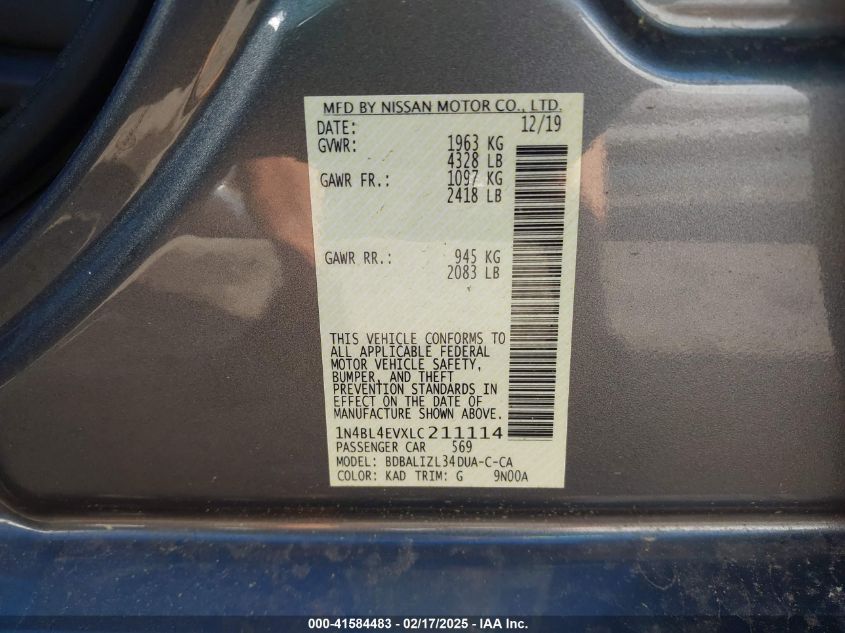 MFD BY NISSAN MOTOR CO., LTD.
DATE: 12/19
GVWR: 1963 KG
4328 LB
GAWR FR.: 1097 KG
2418 LB
GAWR RR.: 945 KG
2083 LB
THIS VEHICLE CONFORMS TO
ALL APPLICABLE FEDERAL
MOTOR VEHICLE SAFETY,
BUMPER, AND THEFT
PREVENTION STANDARDS IN
EFFECT ON THE DATE OF
MANUFACTURE SHOWN ABOVE.
1N4BL4EVXLC211114
PASSENGER CAR 569
MODEL: BDBALIZL34DUA-C-CA
COLOR: KAD TRIM: G 9N00A
000-41584483 - 02/17/2025 - COPART - CPRT